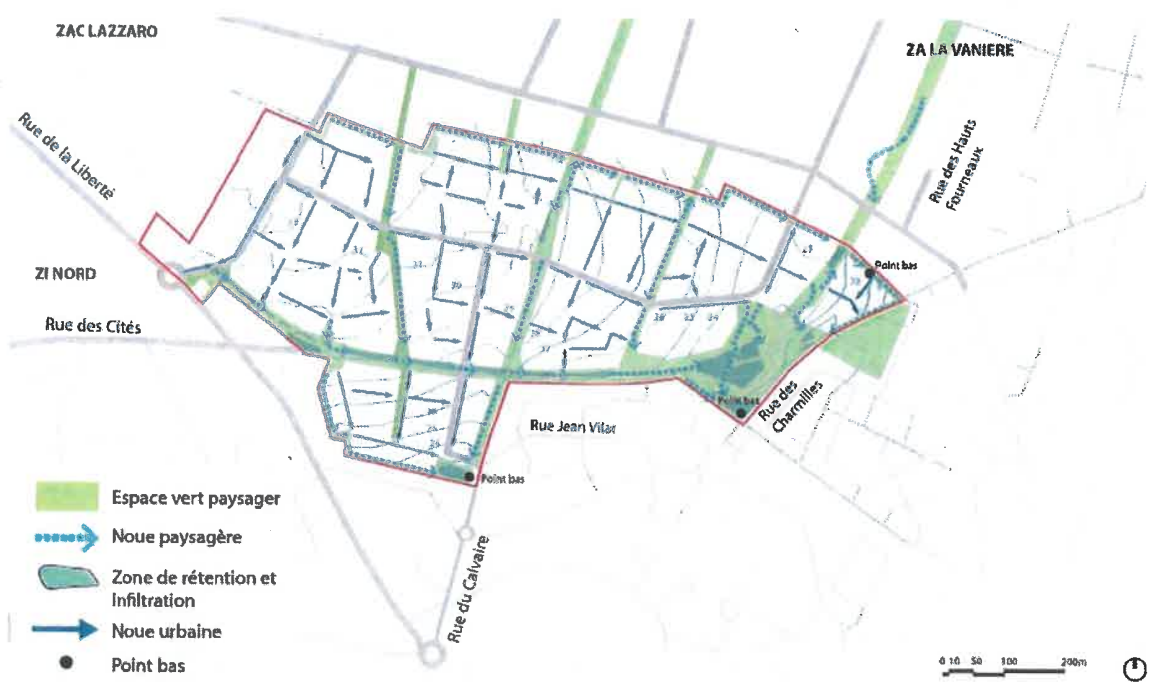 ZAC LAZZARO
ZA LA VANIERE
Rue de la Liberté
Rue des Hauts
Fourneaux
ZI NORD
Rue des Cités
Point bas
Point bas
Rue des
Charmilles
Rue Jean Vilar
Point bas
Rue du Calvaire
Espace vert paysager
Noue paysagère
Zone de rétention et
Infiltration
Noue urbaine
Point bas
0 10 50 100 200m